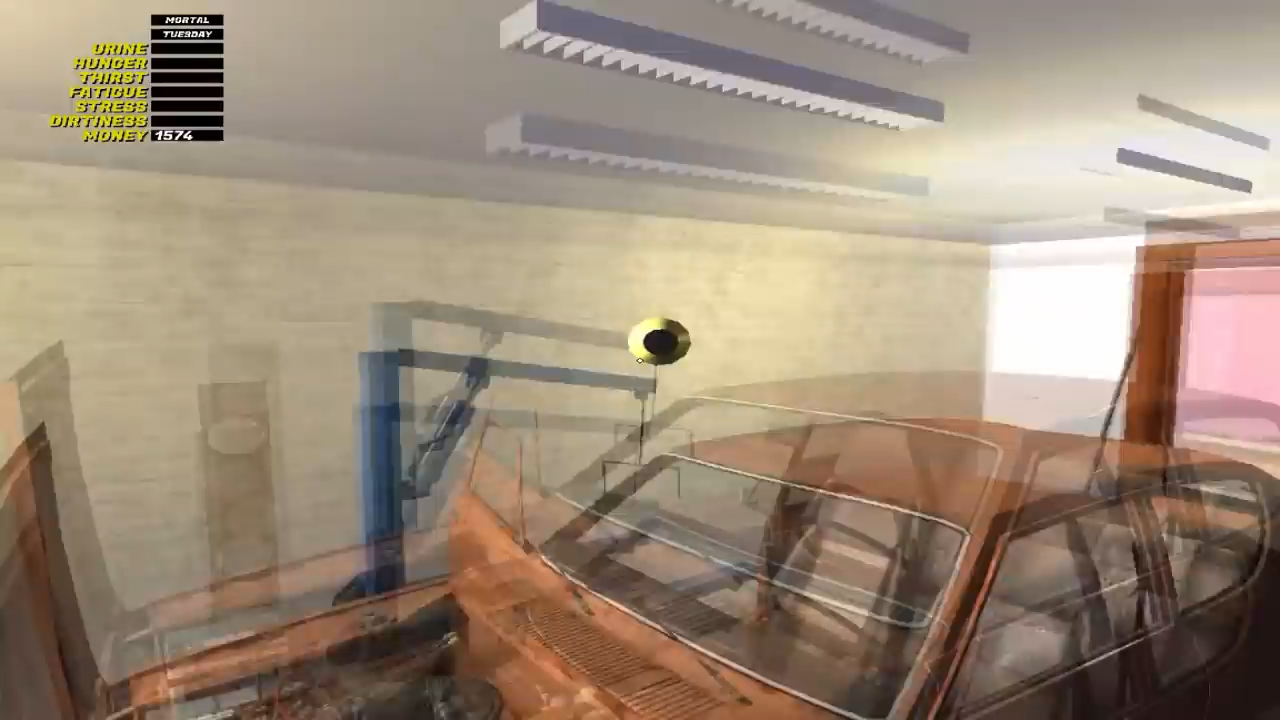 MORTAL
TUESDAY
URINE
HUNGER
THIRST
FATIGUE
STRESS
DIRTINESS
MONEY 1574